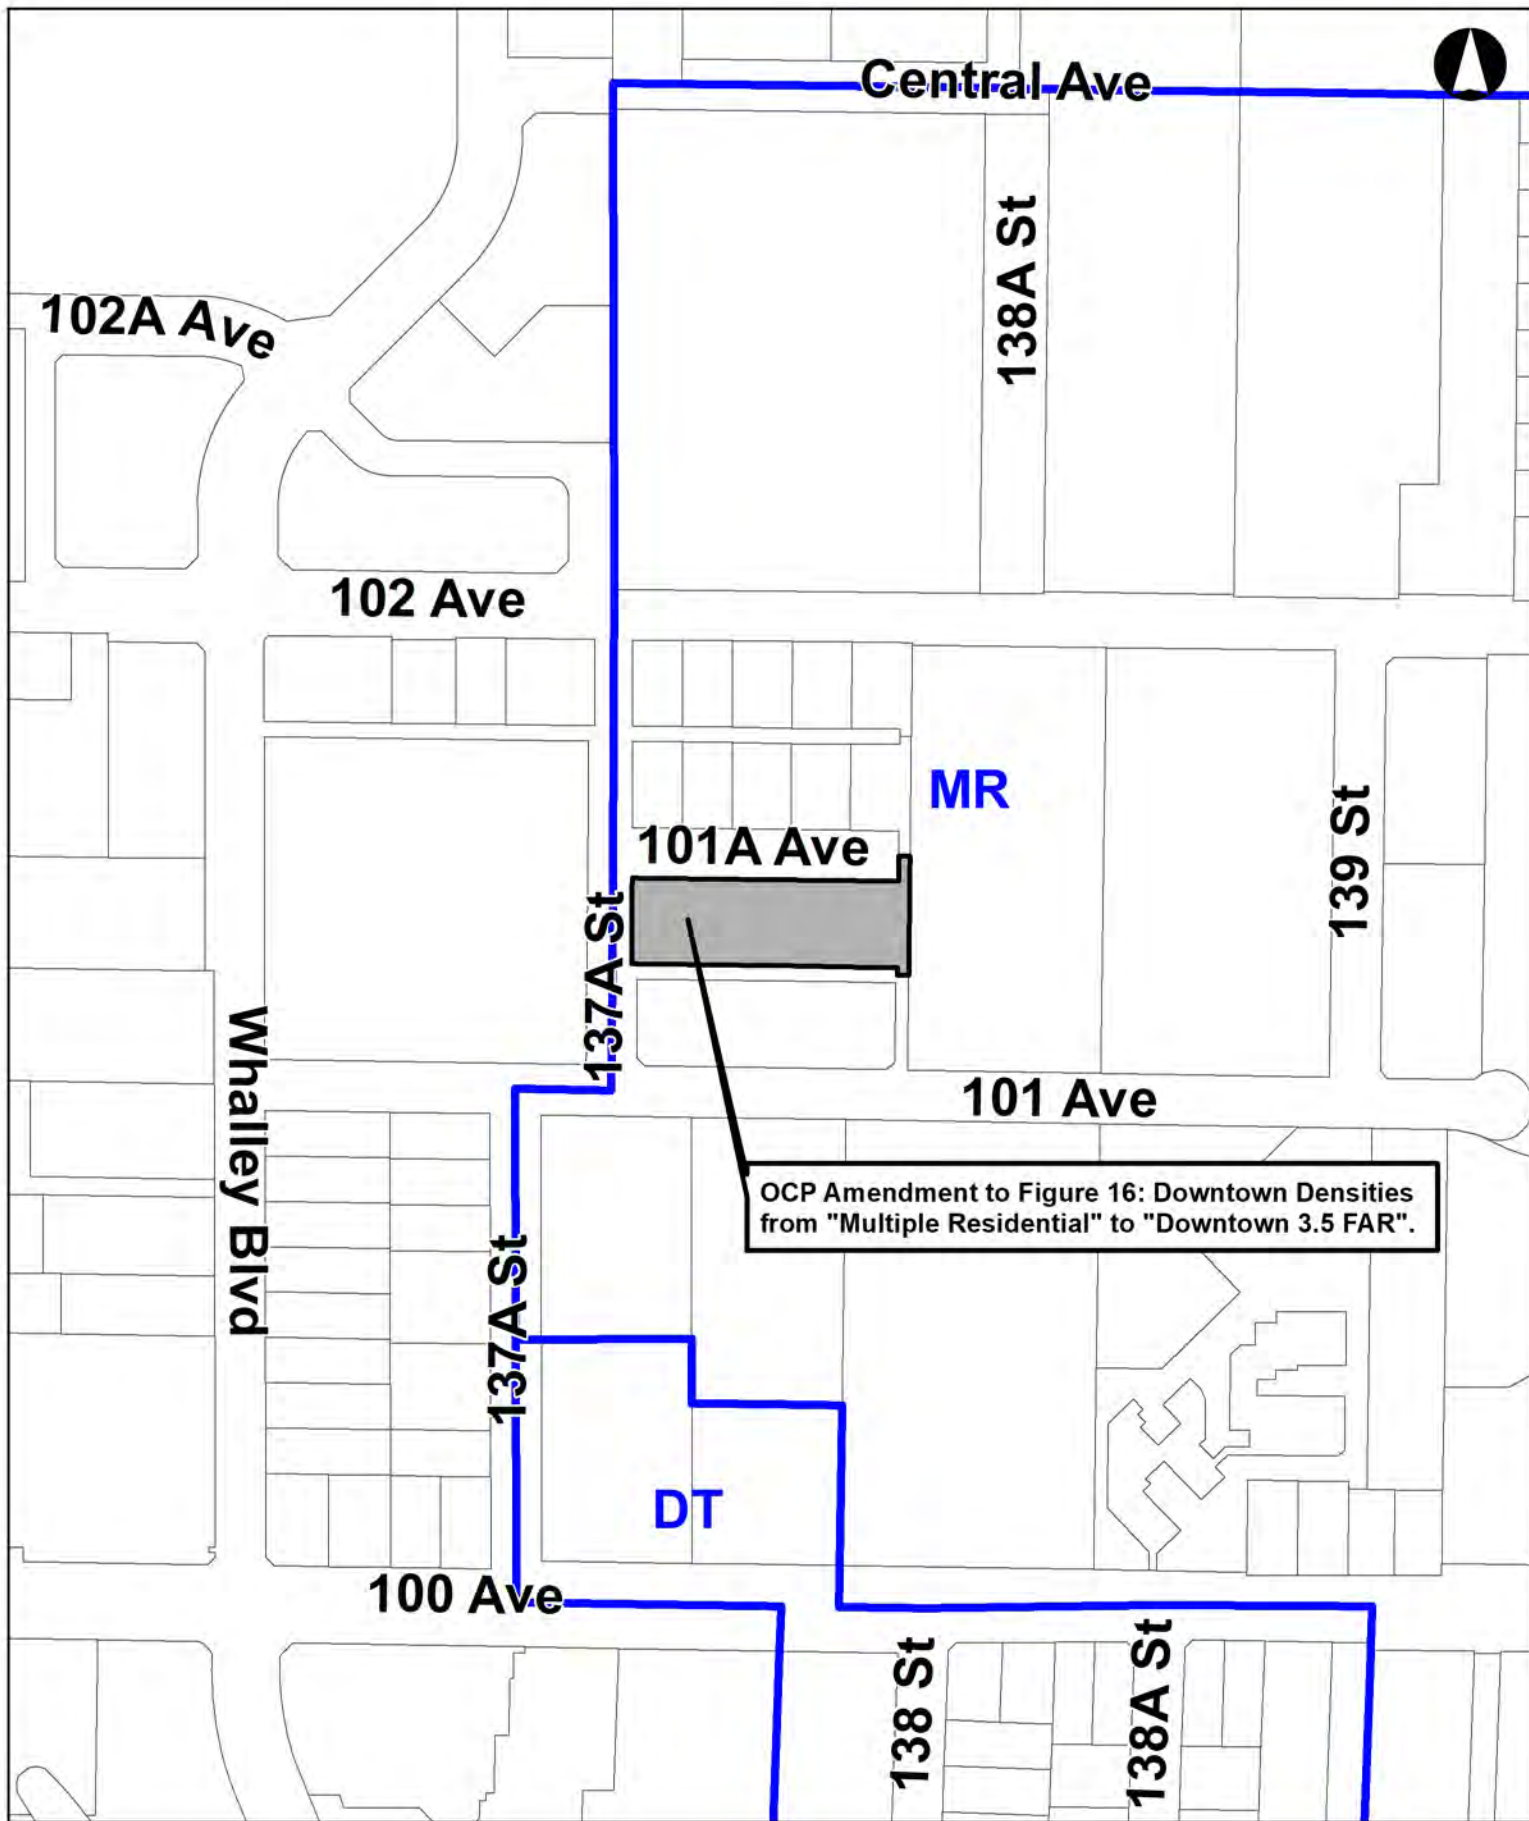 Central Ave
138A St
102A Ave
102 Ave
MR
139 St
101A Ave
137A St
Whalley Blvd
101 Ave
OCP Amendment to Figure 16: Downtown Densities
from "Multiple Residential" to "Downtown 3.5 FAR".
137A St
DT
100 Ave
138 St
138A St